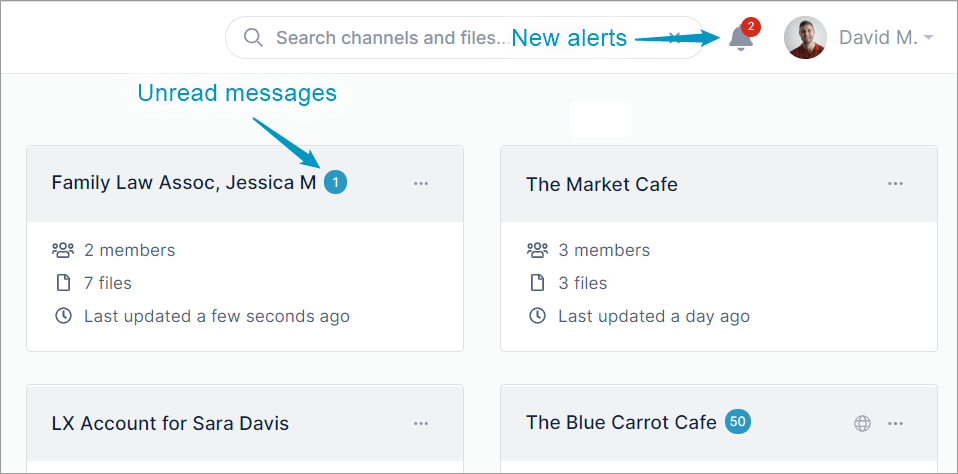 Search channels and files...
New alerts
2
David M.
Unread messages
Family Law Assoc, Jessica M 1
The Market Cafe
2 members
3 members
7 files
3 files
Last updated a few seconds ago
Last updated a day ago
LX Account for Sara Davis
The Blue Carrot Cafe 50